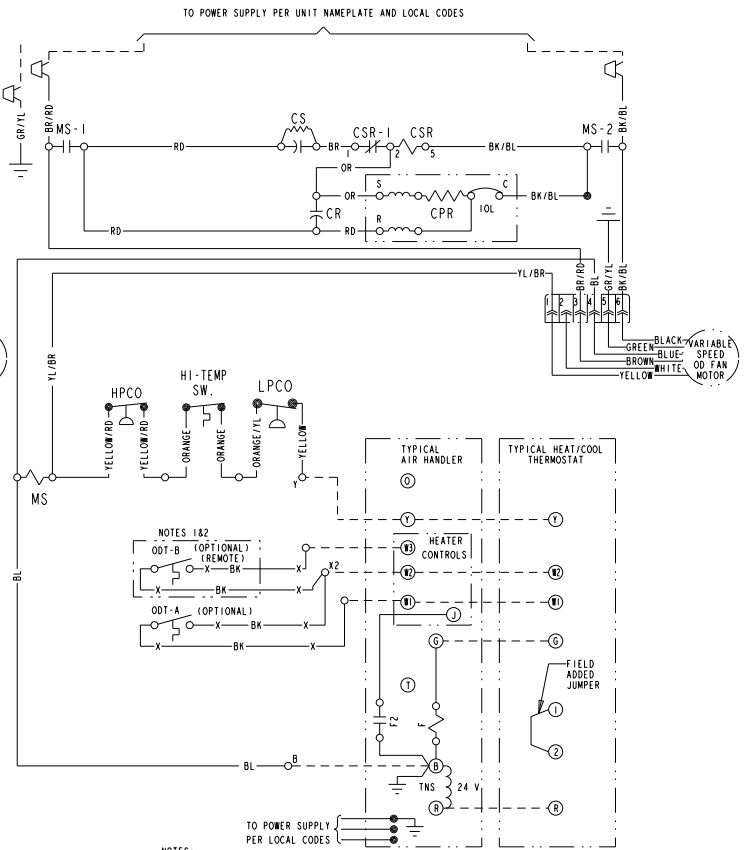 TO POWER SUPPLY PER UNIT NAMEPLATE AND LOCAL CODES
GR/YL
BR/RD
BK/BL
MS-1
RD
CS
BR
CSR-1
CSR
1
2
5
BK/BL
MS-2
OR
OR
S
C
CR
CPR
IOL
BK/BL
R
RD
RD
YL/BR
BR/RD
BL
GR/YL
BK/BL
1
2
3
4
5
6
BLACK
GREEN
BLUE
BROWN
WHITE
YELLOW
VARIABLE
SPEED
OD FAN
MOTOR
YL/BR
HPCO
HI-TEMP
SW.
LPCO
YELLOW/RD
YELLOW/RD
ORANGE
ORANGE
ORANGE/YL
YELLOW
Y
MS
TYPICAL
AIR HANDLER
TYPICAL HEAT/COOL
THERMOSTAT
O
Y
Y
NOTES 1&2
ODT-B
(OPTIONAL)
(REMOTE)
X
BK
X
X
BK
X
X2
W3
HEATER
CONTROLS
W2
W2
ODT-A
(OPTIONAL)
X
BK
X
X
BK
X
W1
W1
J
G
G
BL
T
FIELD
ADDED
JUMPER
1
2
F2
F
BL
B
B
TNS
24 V
R
R
TO POWER SUPPLY
PER LOCAL CODES